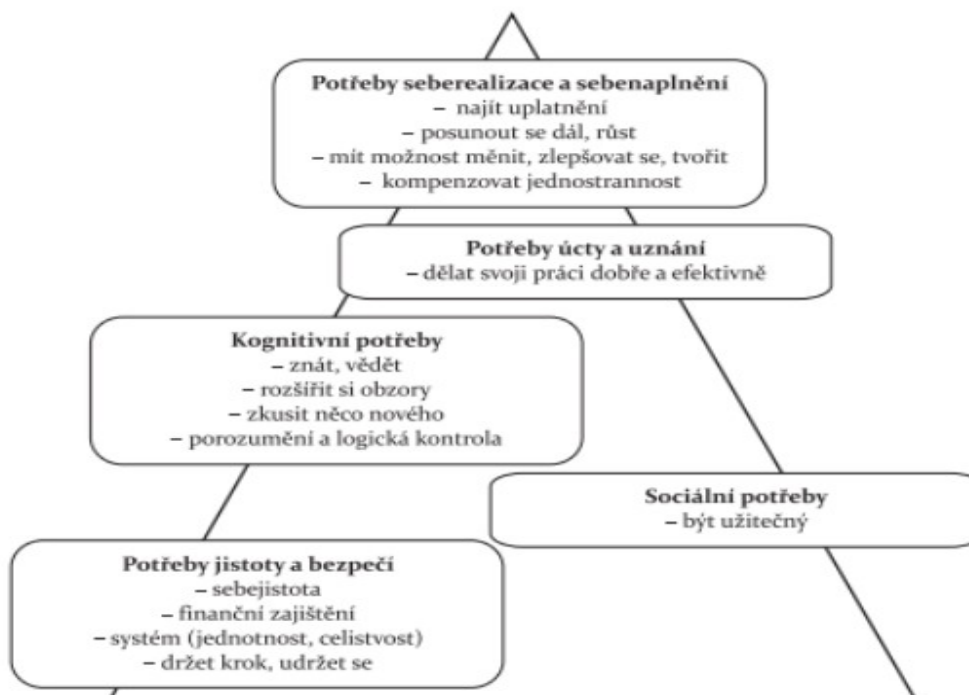 Potřeby seberealizace a sebenaplnění
– najít uplatnění
– posunout se dál, růst
– mít možnost měnit, zlepšovat se, tvořit
– kompenzovat jednostrannost
Potřeby úcty a uznání
– dělat svoji práci dobře a efektivně
Kognitivní potřeby
– znát, vědět
– rozšířit si obzory
– zkusit něco nového
– porozumění a logická kontrola
Sociální potřeby
– být užitečný
Potřeby jistoty a bezpečí
– sebejistota
– finanční zajištění
– systém (jednotnost, celistvost)
– držet krok, udržet se